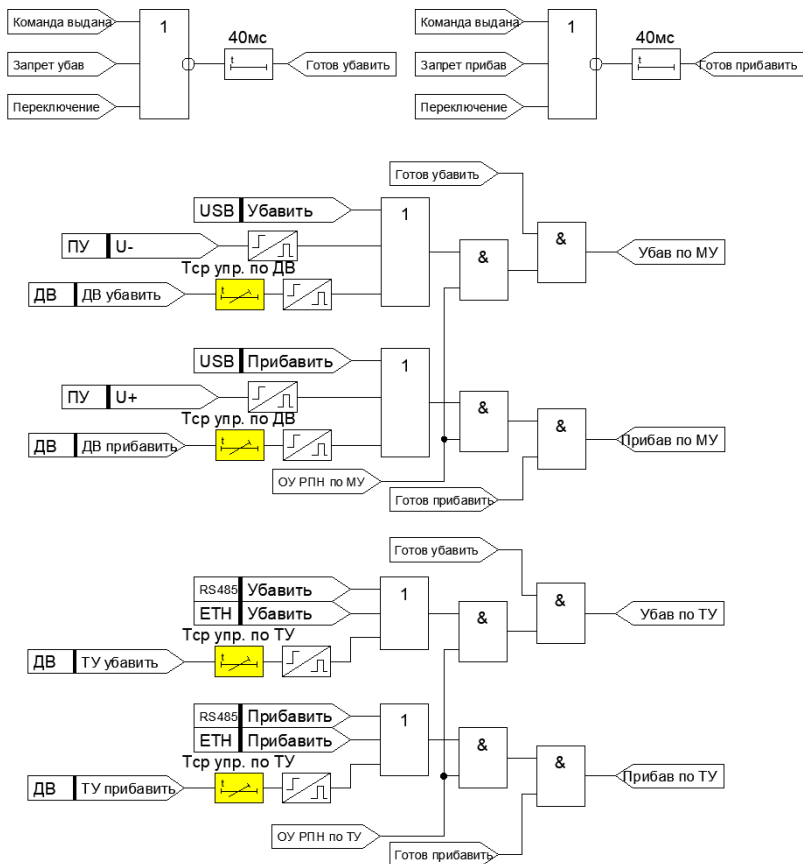 Команда выдана
1
40мс
Запрет убав
t
Готов убавить
Переключение
Команда выдана
1
40мс
Запрет прибав
t
Готов прибавить
Переключение
Готов убавить
USB Убавить
1
&
ПУ U-
&
Убав по МУ
Тср упр. по ДВ
ДВ ДВ убавить
t
USB Прибавить
1
ПУ U+
&
Тср упр. по ДВ
&
ДВ ДВ прибавить
t
Прибав по МУ
ОУ РПН по МУ
Готов прибавить
Готов убавить
RS485 Убавить
1
&
ETH Убавить
&
Убав по ТУ
Тср упр. по ТУ
ДВ ТУ убавить
t
RS485 Прибавить
1
ETH Прибавить
&
Тср упр. по ТУ
&
ДВ ТУ прибавить
t
Прибав по ТУ
ОУ РПН по ТУ
Готов прибавить